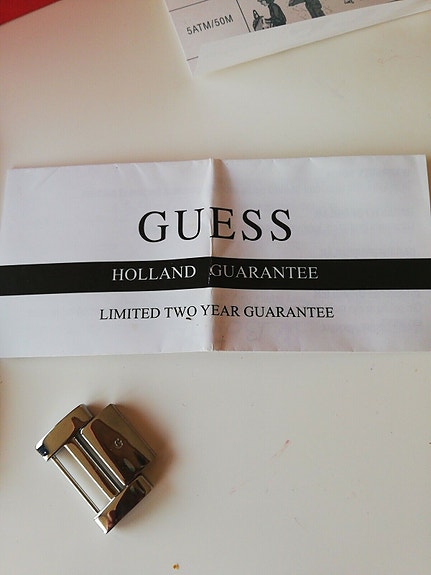 5ATM/50M
GUESS
HOLLAND GUARANTEE
LIMITED TWO YEAR GUARANTEE
G